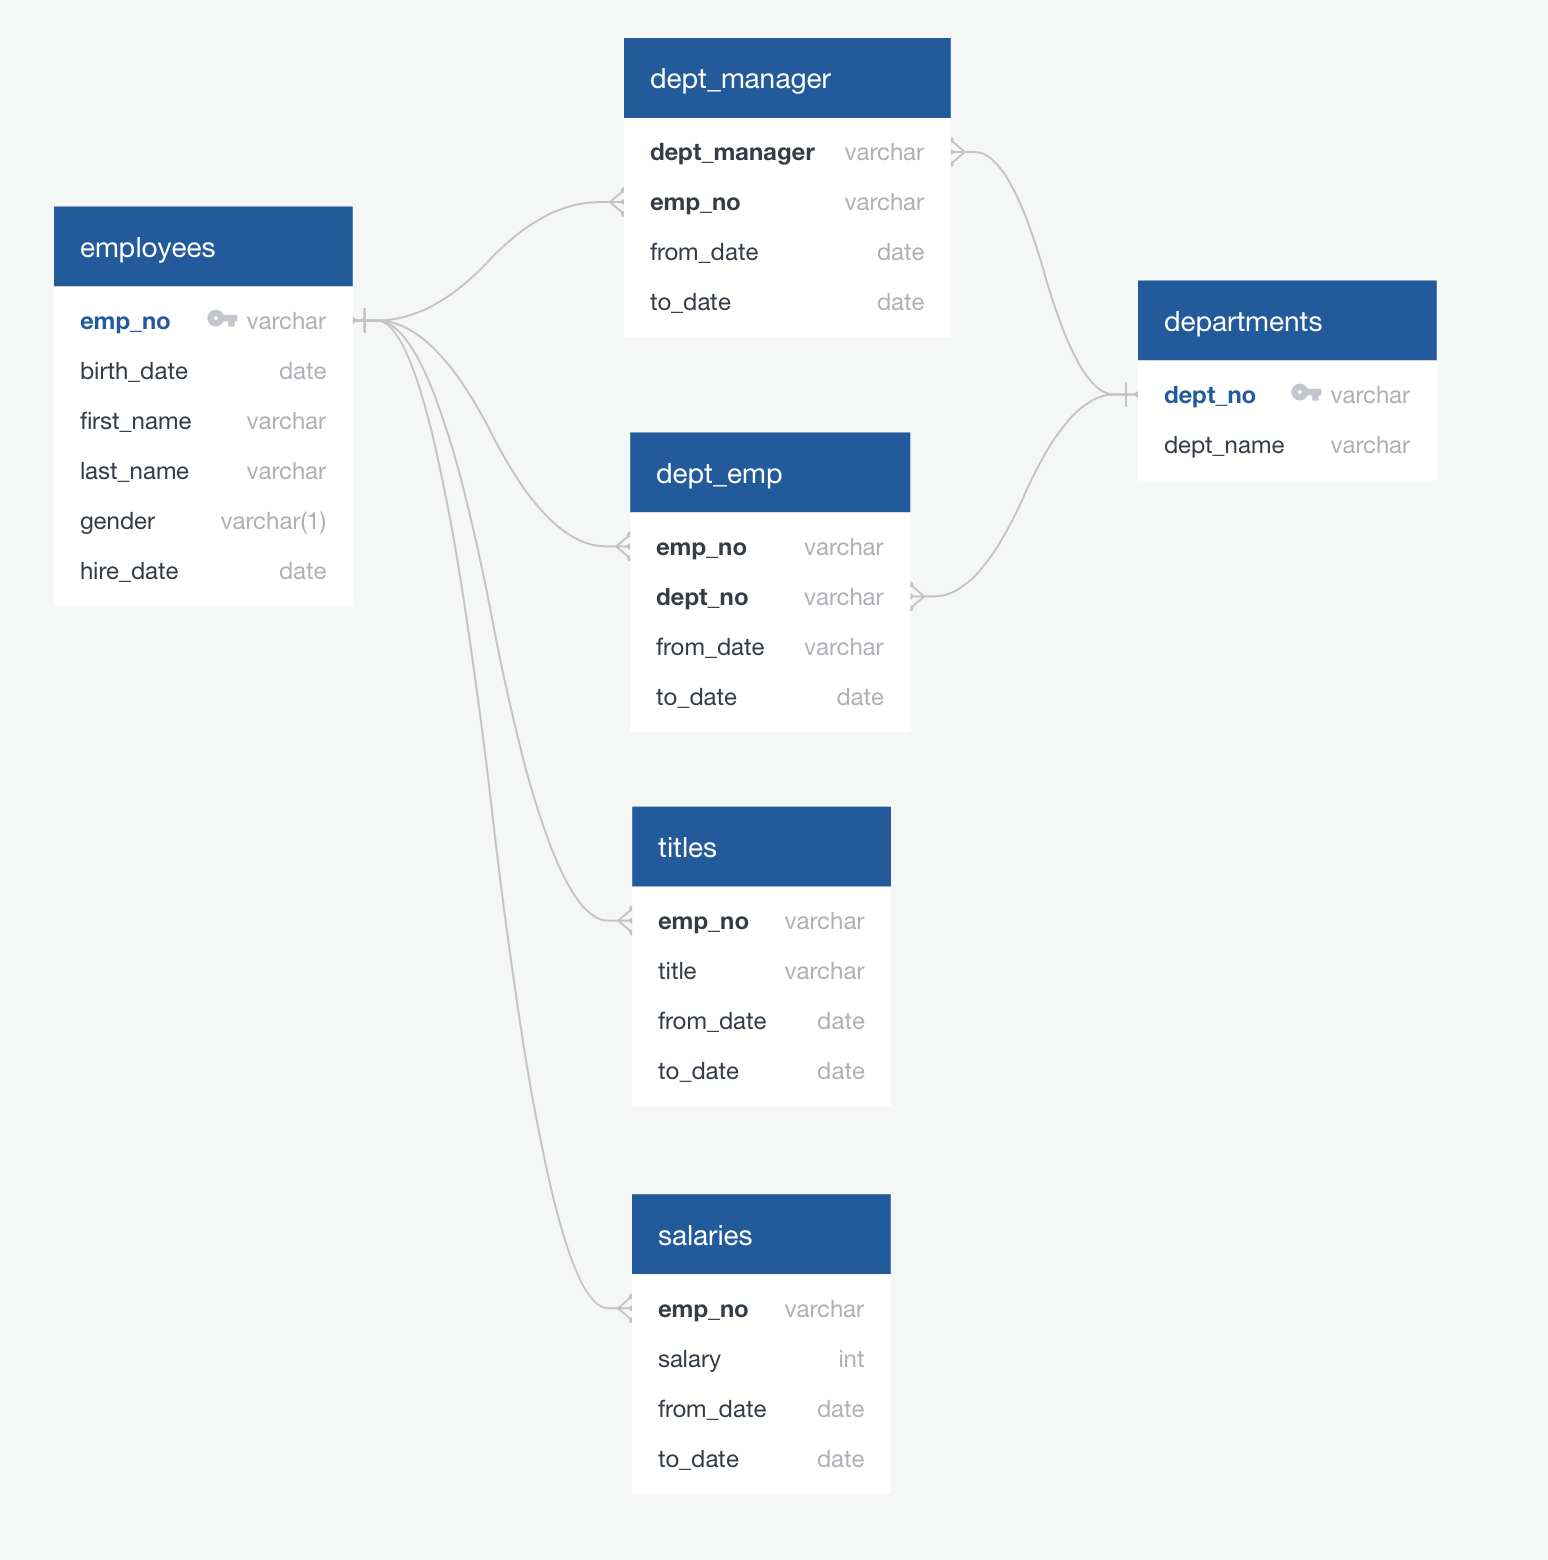 employees
emp_no varchar
birth_date date
first_name varchar
last_name varchar
gender varchar(1)
hire_date date
dept_manager
dept_manager varchar
emp_no varchar
from_date date
to_date date
dept_emp
emp_no varchar
dept_no varchar
from_date varchar
to_date date
titles
emp_no varchar
title varchar
from_date date
to_date date
salaries
emp_no varchar
salary int
from_date date
to_date date
departments
dept_no varchar
dept_name varchar